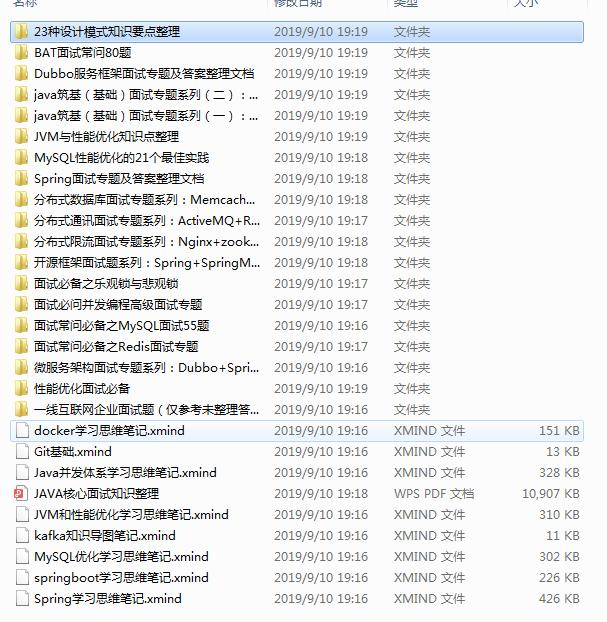 名称 修改日期 类型 大小
23种设计模式知识要点整理 2019/9/10 19:19 文件夹
BAT面试常问80题 2019/9/10 19:19 文件夹
Dubbo服务框架面试专题及答案整理文档 2019/9/10 19:19 文件夹
java筑基（基础）面试专题系列（二）：... 2019/9/10 19:19 文件夹
java筑基（基础）面试专题系列（一）：... 2019/9/10 19:19 文件夹
JVM与性能优化知识点整理 2019/9/10 19:19 文件夹
MySQL性能优化的21个最佳实践 2019/9/10 19:18 文件夹
Spring面试专题及答案整理文档 2019/9/10 19:18 文件夹
分布式数据库面试专题系列：Memcach... 2019/9/10 19:18 文件夹
分布式通讯面试专题系列：ActiveMQ+R... 2019/9/10 19:17 文件夹
分布式限流面试专题系列：Nginx+zook... 2019/9/10 19:18 文件夹
开源框架面试题系列：Spring+SpringM... 2019/9/10 19:18 文件夹
面试必备之乐观锁与悲观锁 2019/9/10 19:17 文件夹
面试必问并发编程高级面试专题 2019/9/10 19:17 文件夹
面试常问必备之MySQL面试55题 2019/9/10 19:16 文件夹
面试常问必备之Redis面试专题 2019/9/10 19:17 文件夹
微服务架构面试专题系列：Dubbo+Spri... 2019/9/10 19:16 文件夹
性能优化面试必备 2019/9/10 19:19 文件夹
一线互联网企业面试题（仅参考未整理答... 2019/9/10 19:16 文件夹
docker学习思维笔记.xmind 2019/9/10 19:16 XMIND 文件 151 KB
Git基础.xmind 2019/9/10 19:16 XMIND 文件 13 KB
Java并发体系学习思维笔记.xmind 2019/9/10 19:16 XMIND 文件 328 KB
JAVA核心面试知识整理 2019/9/10 19:18 WPS PDF 文档 10,907 KB
JVM和性能优化学习思维笔记.xmind 2019/9/10 19:16 XMIND 文件 310 KB
kafka知识导图笔记.xmind 2019/9/10 19:16 XMIND 文件 11 KB
MySQL优化学习思维笔记.xmind 2019/9/10 19:16 XMIND 文件 302 KB
springboot学习思维笔记.xmind 2019/9/10 19:16 XMIND 文件 226 KB
Spring学习思维笔记.xmind 2019/9/10 19:16 XMIND 文件 426 KB